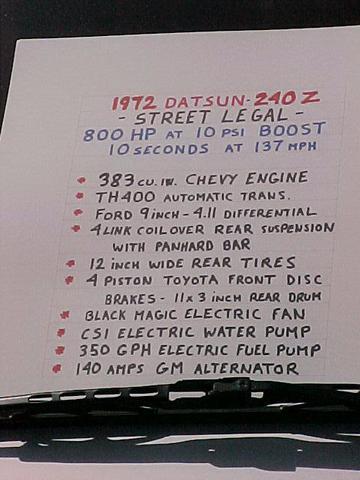 1972 DATSUN-240Z
- STREET LEGAL -
800 HP AT 10 PSI BOOST
10 SECONDS AT 137 MPH
• 383 CU. IN. CHEVY ENGINE
• TH400 AUTOMATIC TRANS.
• FORD 9 INCH - 4.11 DIFFERENTIAL
• 4 LINK COILOVER REAR SUSPENSION
WITH PANHARD BAR
• 12 INCH WIDE REAR TIRES
• 4 PISTON TOYOTA FRONT DISC
BRAKES - 11 x 3 INCH REAR DRUM
• BLACK MAGIC ELECTRIC FAN
• CSI ELECTRIC WATER PUMP
• 350 GPH ELECTRIC FUEL PUMP
• 140 AMPS GM ALTERNATOR